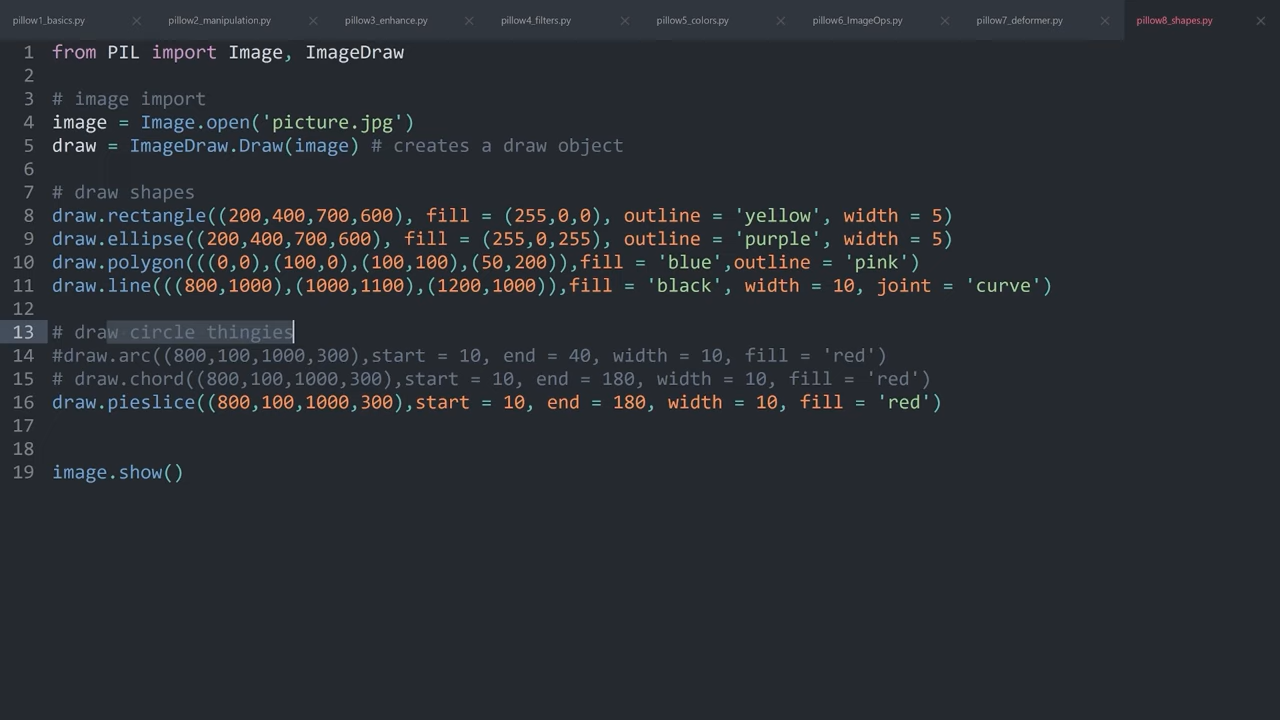 pillow1_basics.py pillow2_manipulation.py pillow3_enhance.py pillow4_filters.py pillow5_colors.py pillow6_ImageOps.py pillow7_deformer.py pillow8_shapes.py
1 from PIL import Image, ImageDraw
2
3 # image import
4 image = Image.open('picture.jpg')
5 draw = ImageDraw.Draw(image) # creates a draw object
6
7 # draw shapes
8 draw.rectangle((200,400,700,600), fill = (255,0,0), outline = 'yellow', width = 5)
9 draw.ellipse((200,400,700,600), fill = (255,0,255), outline = 'purple', width = 5)
10 draw.polygon(((0,0),(100,0),(100,100),(50,200)),fill = 'blue',outline = 'pink')
11 draw.line(((800,1000),(1000,1100),(1200,1000)),fill = 'black', width = 10, joint = 'curve')
12
13 # draw circle thingies
14 #draw.arc((800,100,1000,300),start = 10, end = 40, width = 10, fill = 'red')
15 # draw.chord((800,100,1000,300),start = 10, end = 180, width = 10, fill = 'red')
16 draw.pieslice((800,100,1000,300),start = 10, end = 180, width = 10, fill = 'red')
17
18
19 image.show()